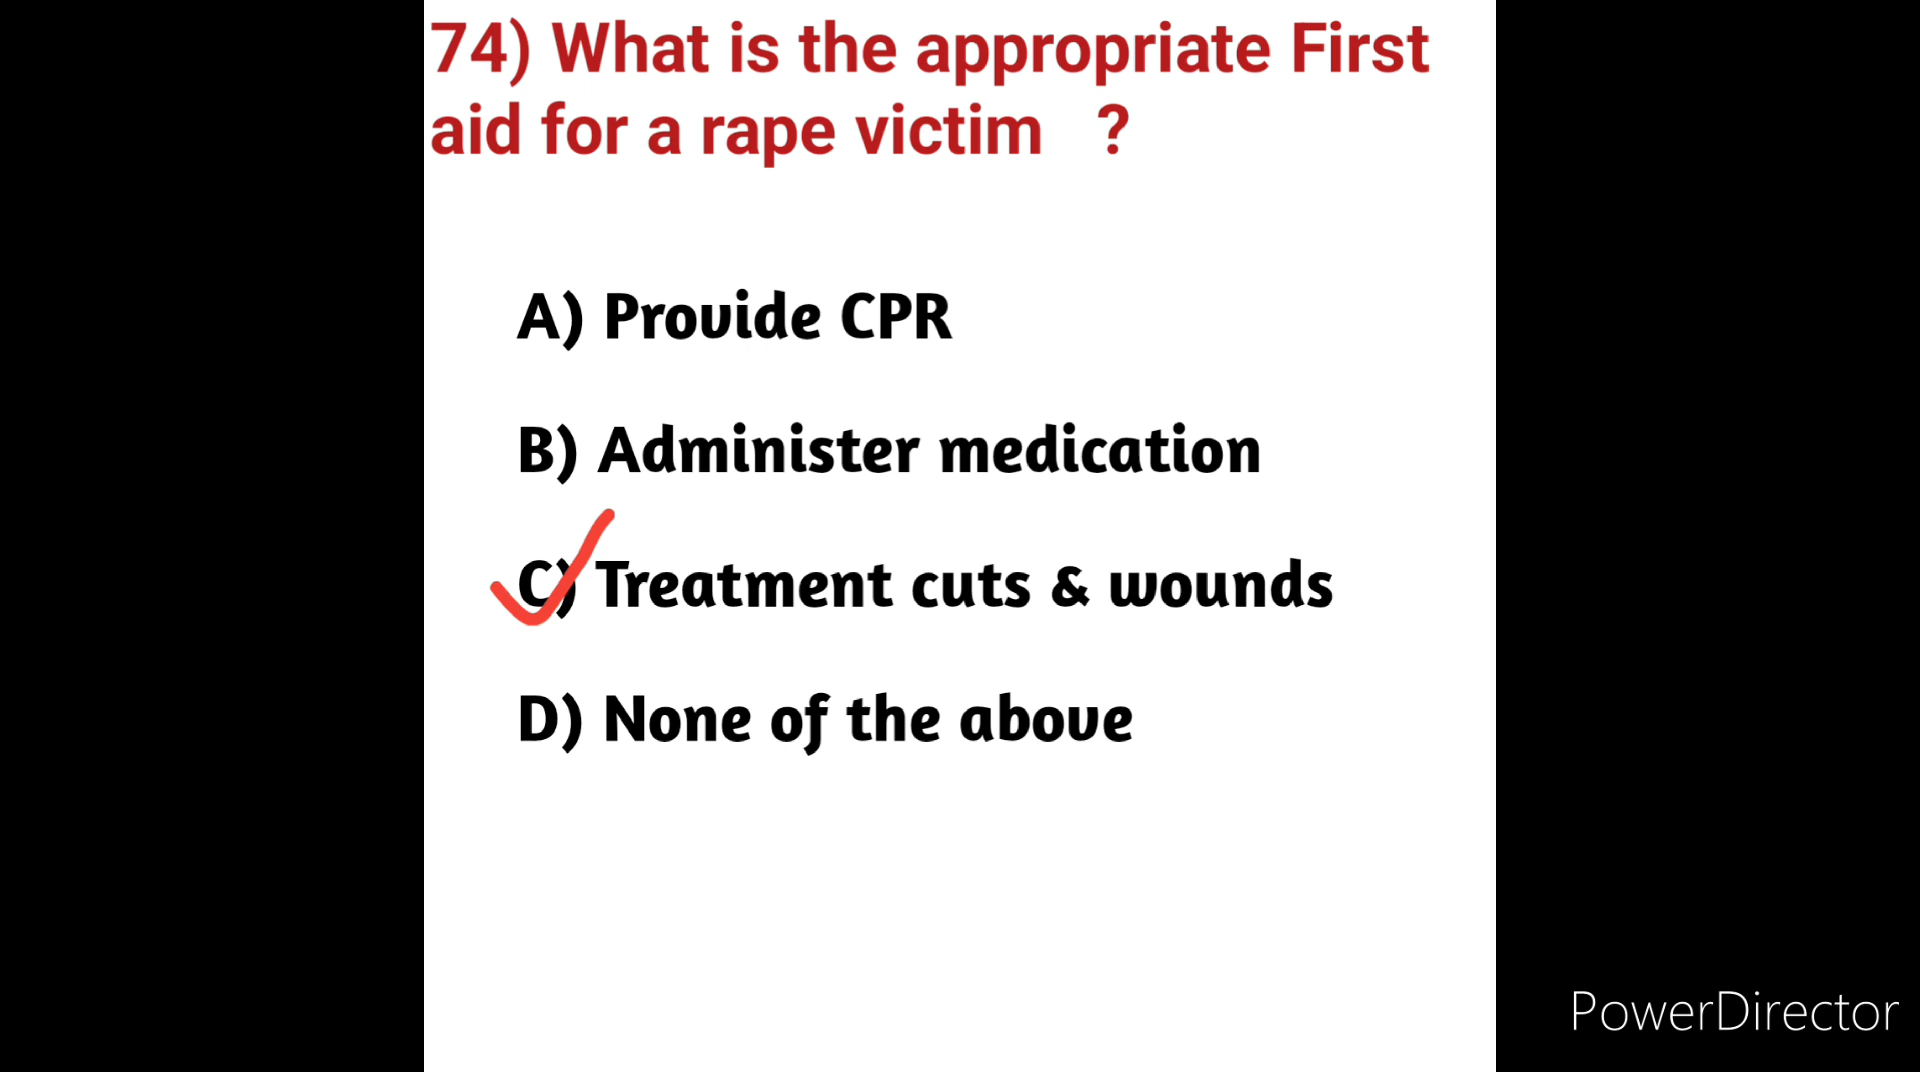 74) What is the appropriate First
aid for a rape victim ?
A) Provide CPR
B) Administer medication
C) Treatment cuts & wounds
D) None of the above
PowerDirector